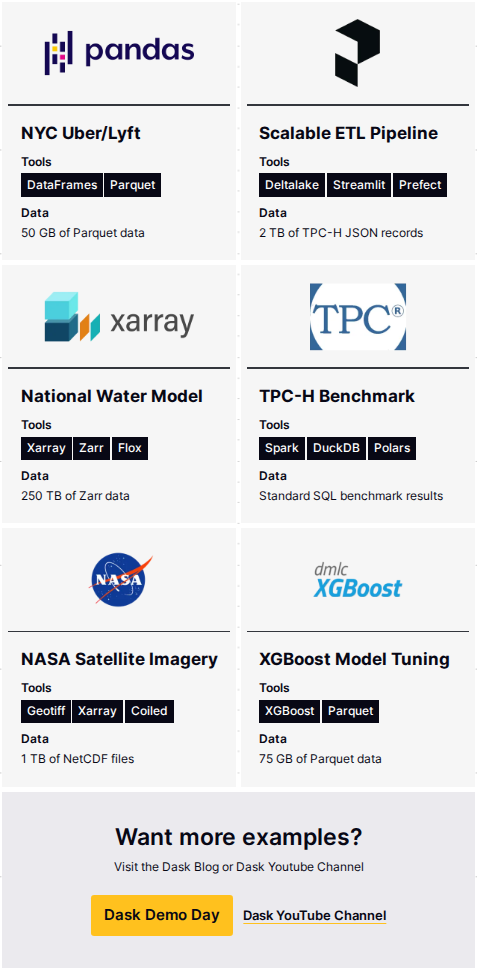 pandas
NYC Uber/Lyft
Tools
DataFrames Parquet
Data
50 GB of Parquet data
Scalable ETL Pipeline
Tools
Deltalake Streamlit Prefect
Data
2 TB of TPC-H JSON records
xarray
National Water Model
Tools
Xarray Zarr Flox
Data
250 TB of Zarr data
TPC®
TPC-H Benchmark
Tools
Spark DuckDB Polars
Data
Standard SQL benchmark results
NASA
NASA Satellite Imagery
Tools
Geotiff Xarray Coiled
Data
1 TB of NetCDF files
dmlc
XGBoost
XGBoost Model Tuning
Tools
XGBoost Parquet
Data
75 GB of Parquet data
Want more examples?
Visit the Dask Blog or Dask Youtube Channel
Dask Demo Day Dask YouTube Channel